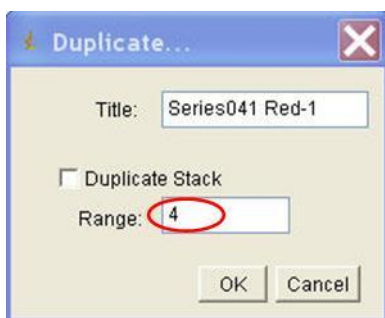 Duplicate...
Title: Series041 Red-1
Duplicate Stack
Range: 4
OK Cancel